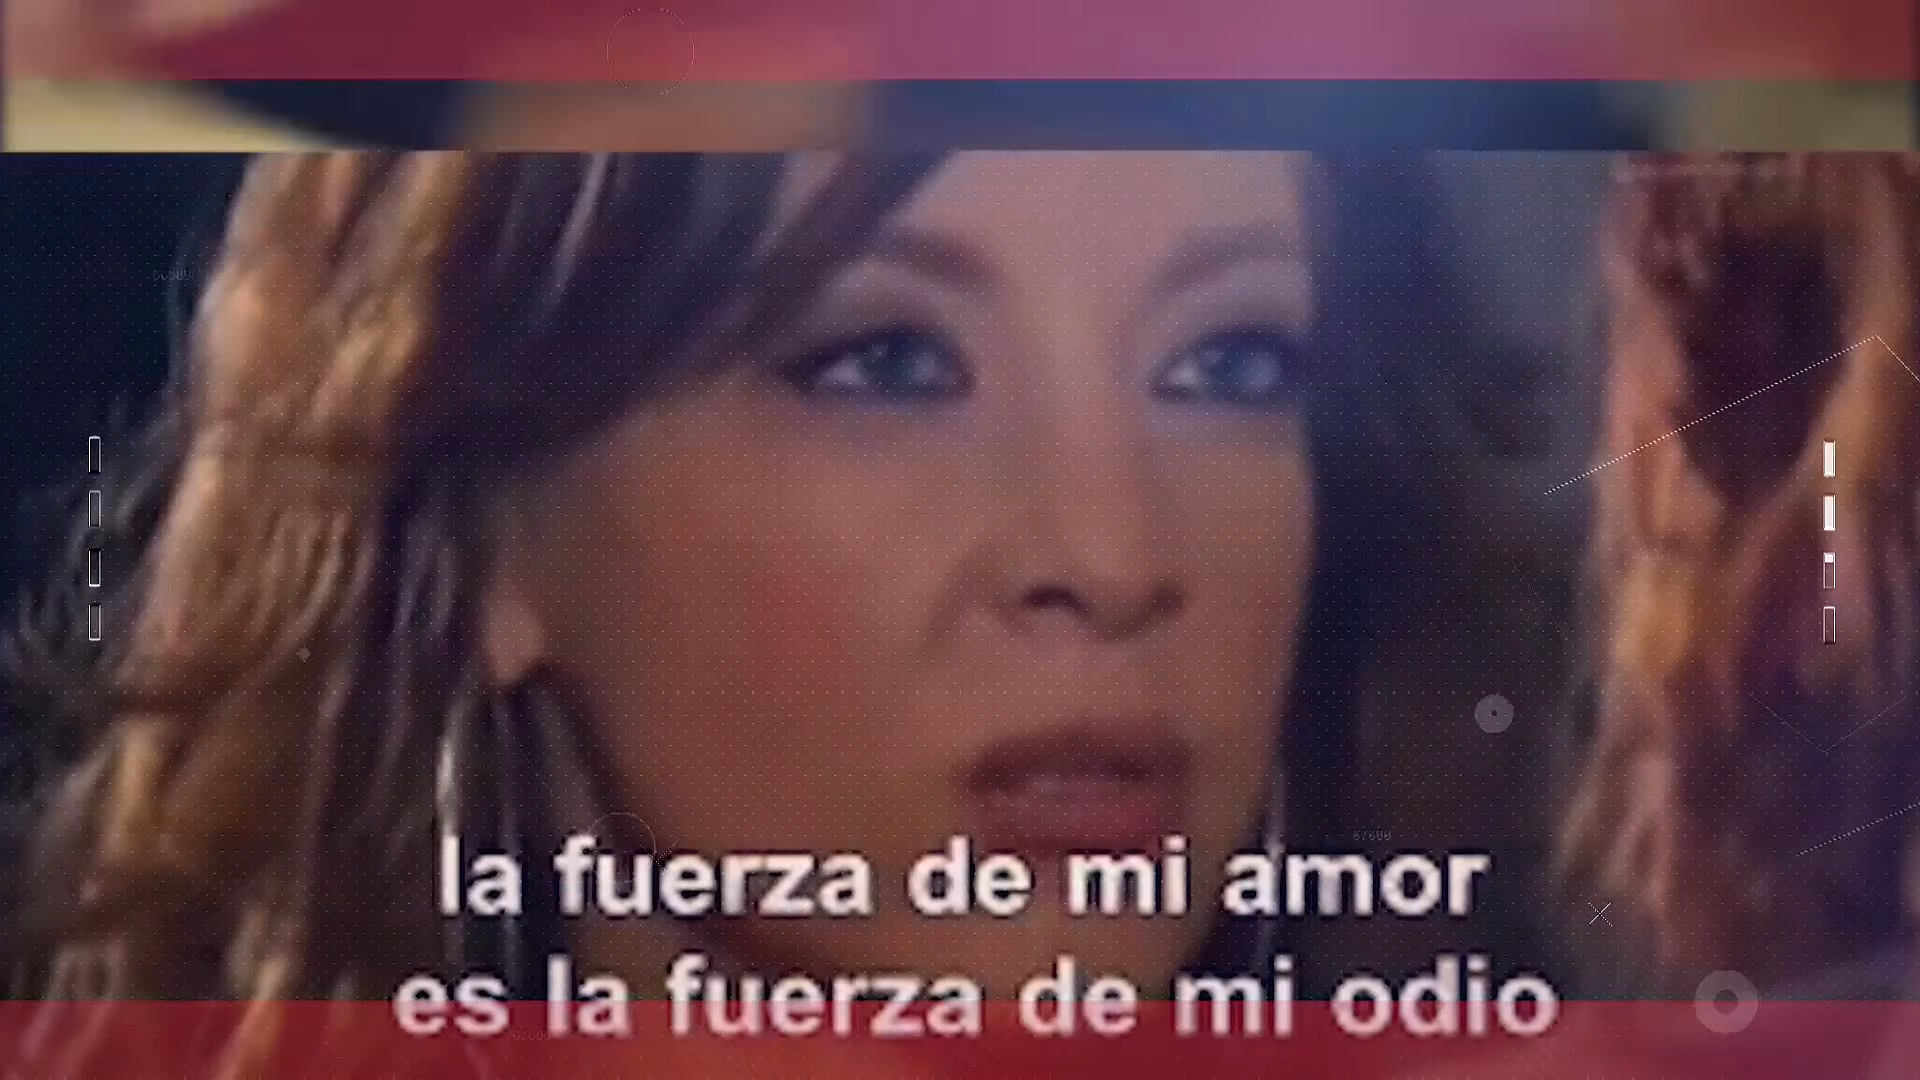 la fuerza de mi amor
es la fuerza de mi odio